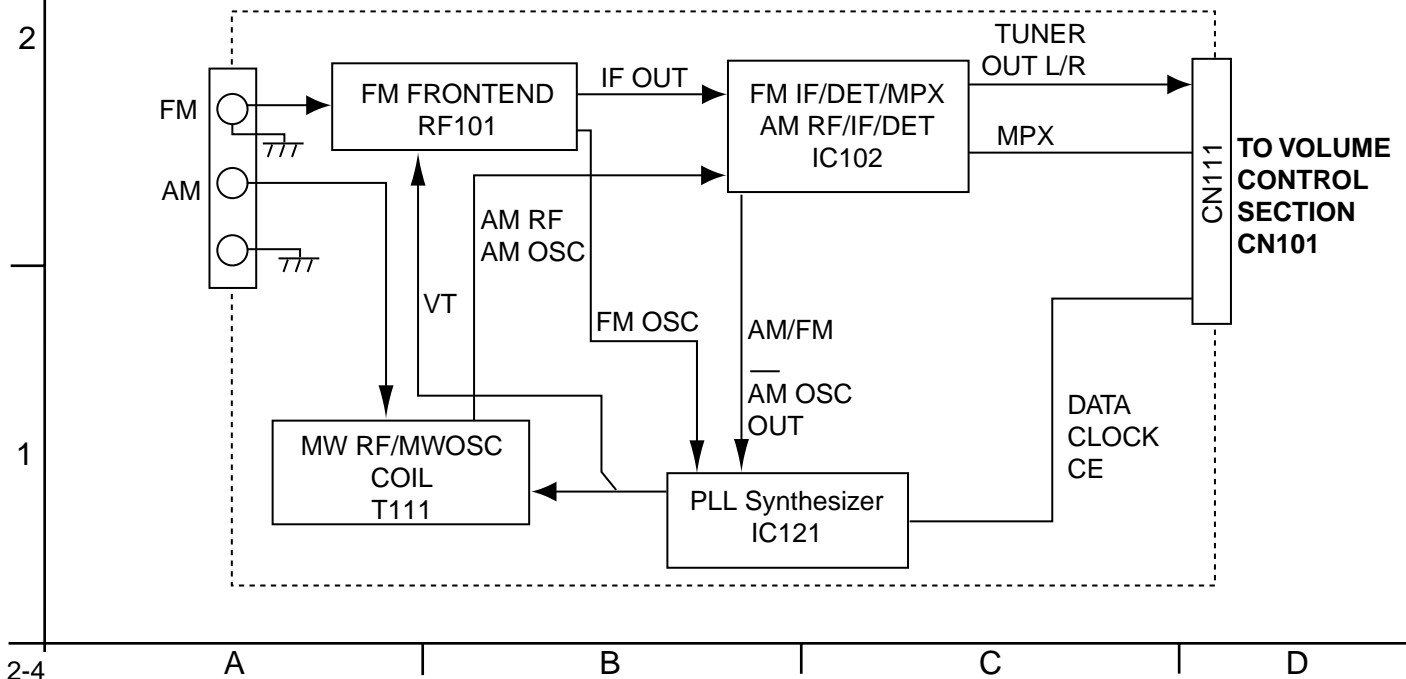 2
TUNER
OUT L/R
IF OUT
FM
FM FRONTEND
RF101
FM IF/DET/MPX
AM RF/IF/DET
IC102
MPX
CN111
TO VOLUME
CONTROL
SECTION
CN101
AM
AM RF
AM OSC
VT
FM OSC
AM/FM
AM OSC
OUT
DATA
CLOCK
CE
1
MW RF/MWOSC
COIL
T111
PLL Synthesizer
IC121
2-4
A
B
C
D